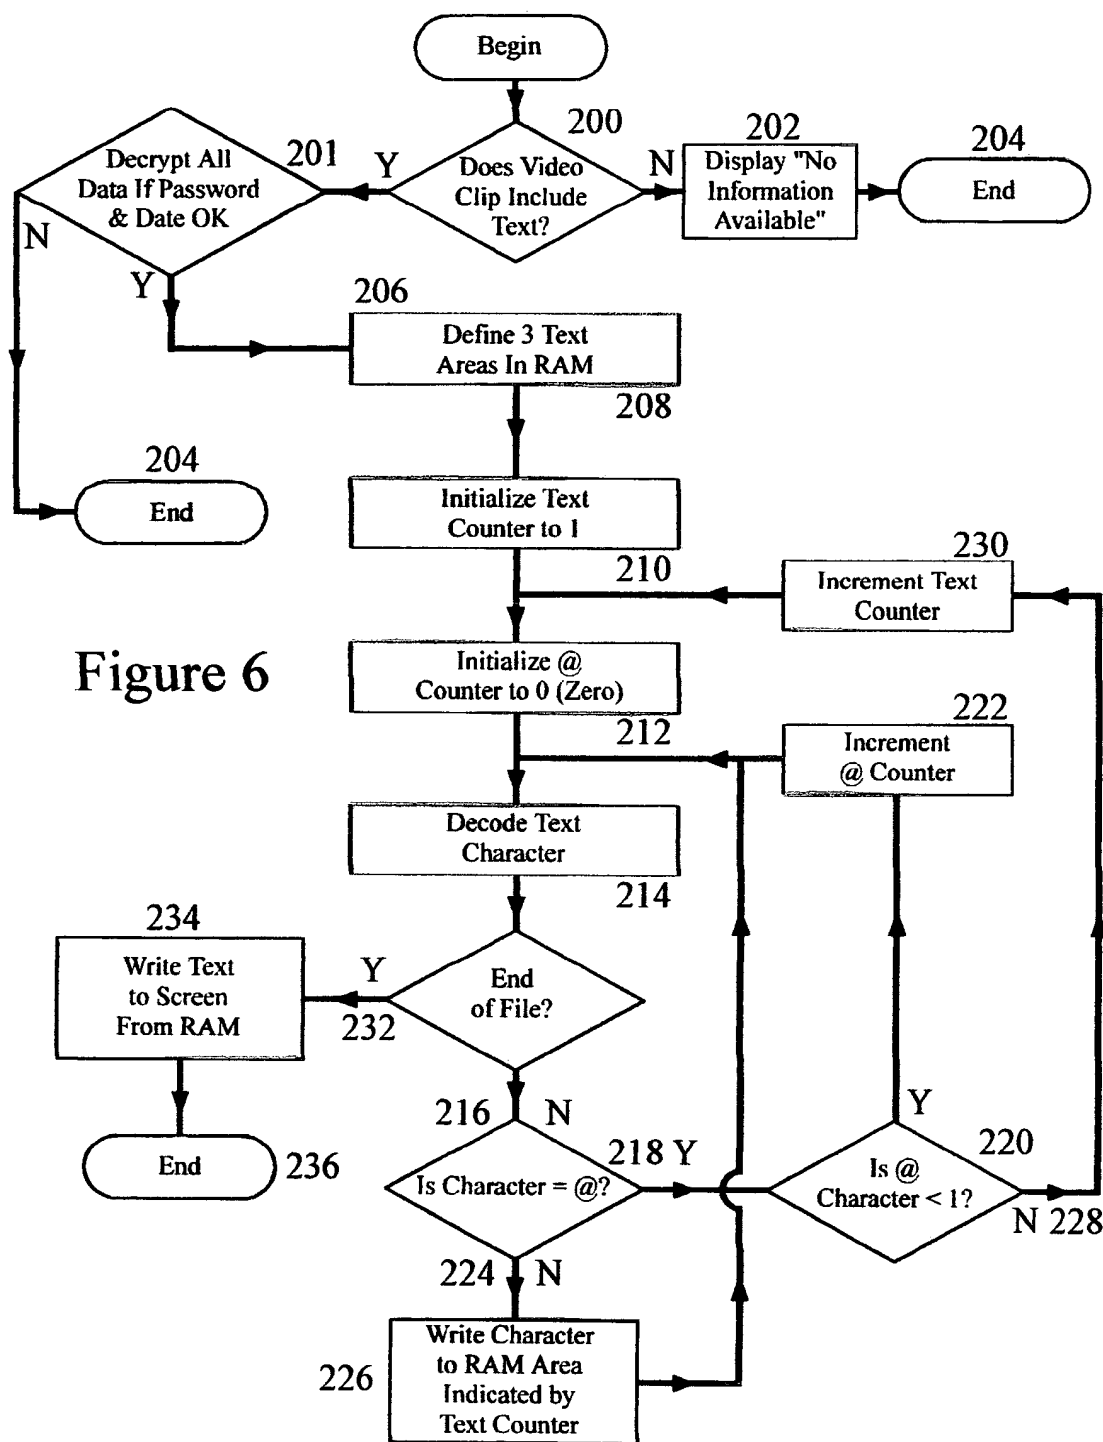 Begin
200
Does Video
Clip Include
Text?
Y
N
201
Decrypt All
Data If Password
& Date OK
N
Y
202
Display "No
Information
Available"
204
End
206
Define 3 Text
Areas In RAM
208
204
End
Initialize Text
Counter to 1
210
230
Increment Text
Counter
Figure 6
Initialize @
Counter to 0 (Zero)
212
222
Increment
@ Counter
Decode Text
Character
214
234
Write Text
to Screen
From RAM
Y
232
End
of File?
216
N
End
236
Is Character = @?
218 Y
Y
220
Is @
Character < 1?
N
228
224
N
226
Write Character
to RAM Area
Indicated by
Text Counter